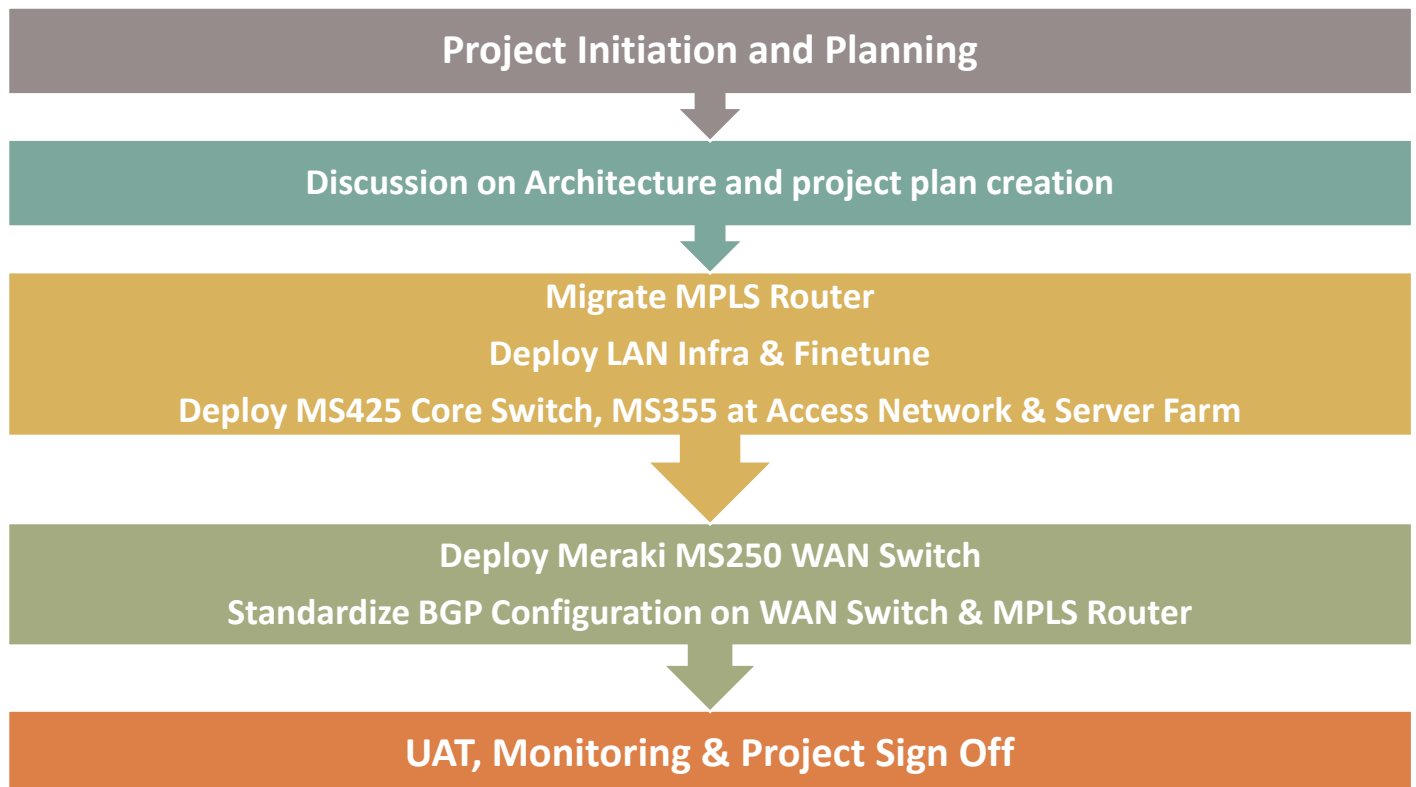 Project Initiation and Planning
Discussion on Architecture and project plan creation
Migrate MPLS Router
Deploy LAN Infra & Finetune
Deploy MS425 Core Switch, MS355 at Access Network & Server Farm
Deploy Meraki MS250 WAN Switch
Standardize BGP Configuration on WAN Switch & MPLS Router
UAT, Monitoring & Project Sign Off